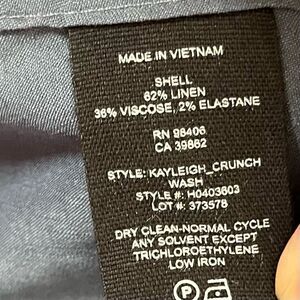 MADE IN VIETNAM
SHELL
62% LINEN
36% VISCOSE, 2% ELASTANE
RN 98406
CA 39882
STYLE: KAYLEIGH_CRUNCH
WASH
STYLE #: H0403603
LOT #: 373578
DRY CLEAN-NORMAL CYCLE
ANY SOLVENT EXCEPT
TRICHLOROETHYLENE
LOW IRON
P